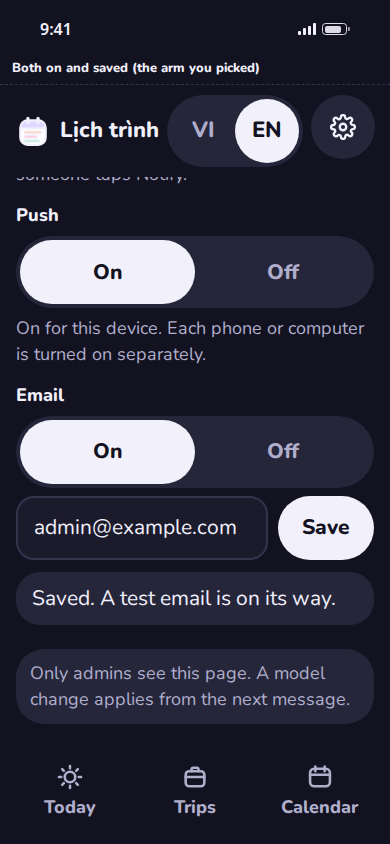 9:41
Both on and saved (the arm you picked)
Lịch trình
VI
EN
someone taps Notify.
Push
On
Off
On for this device. Each phone or computer
is turned on separately.
Email
On
Off
admin@example.com
Save
Saved. A test email is on its way.
Only admins see this page. A model
change applies from the next message.
Today
Trips
Calendar